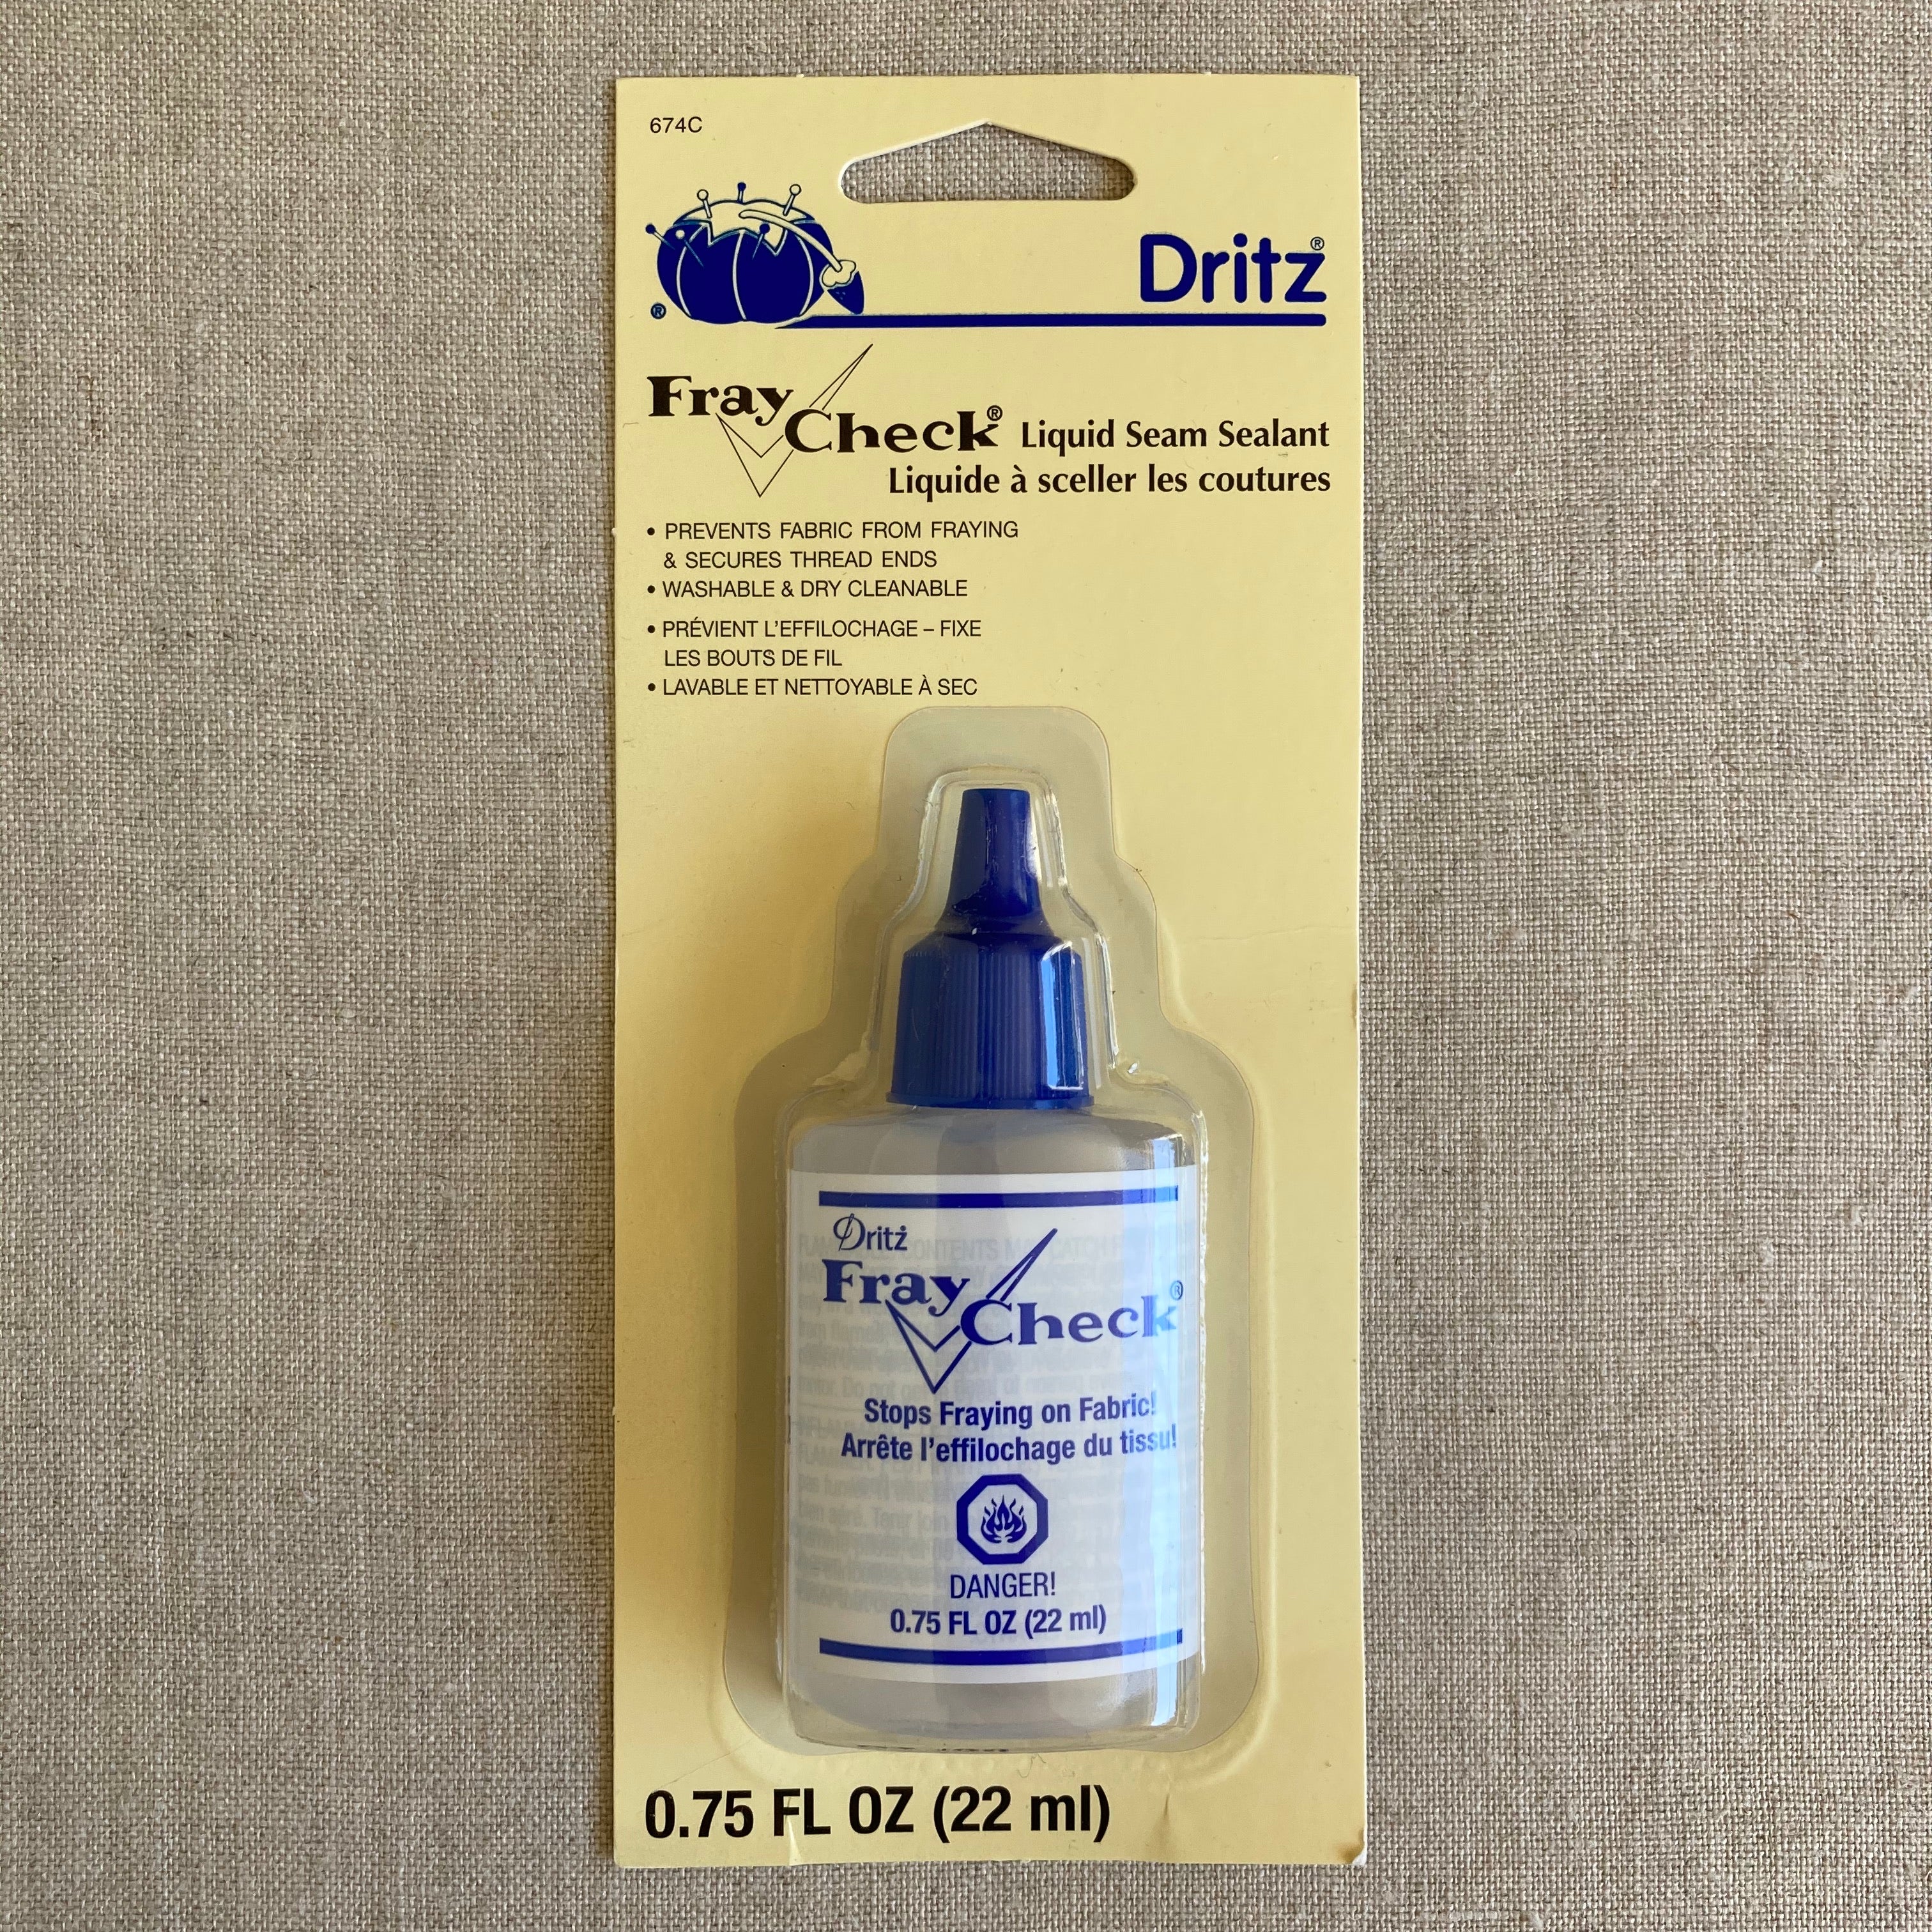 674C
Dritz®
®
Fray Check® Liquid Seam Sealant
Liquide à sceller les coutures
• PREVENTS FABRIC FROM FRAYING
& SECURES THREAD ENDS
• WASHABLE & DRY CLEANABLE
• PRÉVIENT L'EFFILOCHAGE – FIXE
LES BOUTS DE FIL
• LAVABLE ET NETTOYABLE À SEC
Dritz
Fray Check®
Stops Fraying on Fabric!
Arrête l'effilochage du tissu!
DANGER!
0.75 FL OZ (22 ml)
0.75 FL OZ (22 ml)